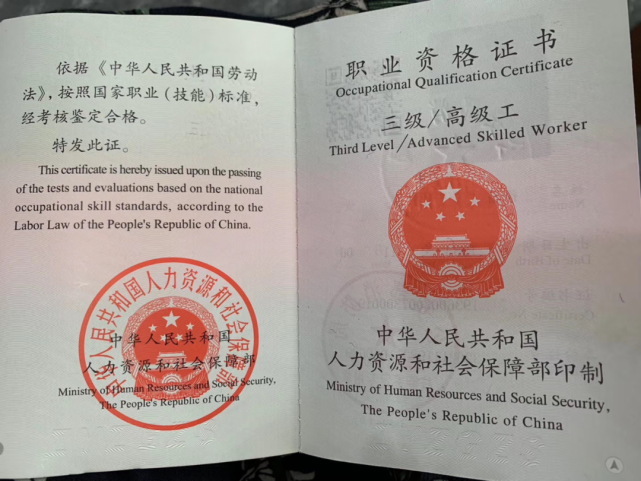 依据《中华人民共和国劳动
法》，按照国家职业（技能）标准，
经考核鉴定合格。
特发此证。
This certificate is hereby issued upon the passing
of the tests and evaluations based on the national
occupational skill standards, according to the
Labor Law of the People's Republic of China.
中华人民共和国人力资源和社会保障部
中华人民共和国
人力资源和社会保障部
Ministry of Human Resources and Social Security,
The People's Republic of China
职业资格证书
Occupational Qualification Certificate
三级/高级工
Third Level/Advanced Skilled Worker
中华人民共和国
人力资源和社会保障部印制
Ministry of Human Resources and Social Security,
The People's Republic of China